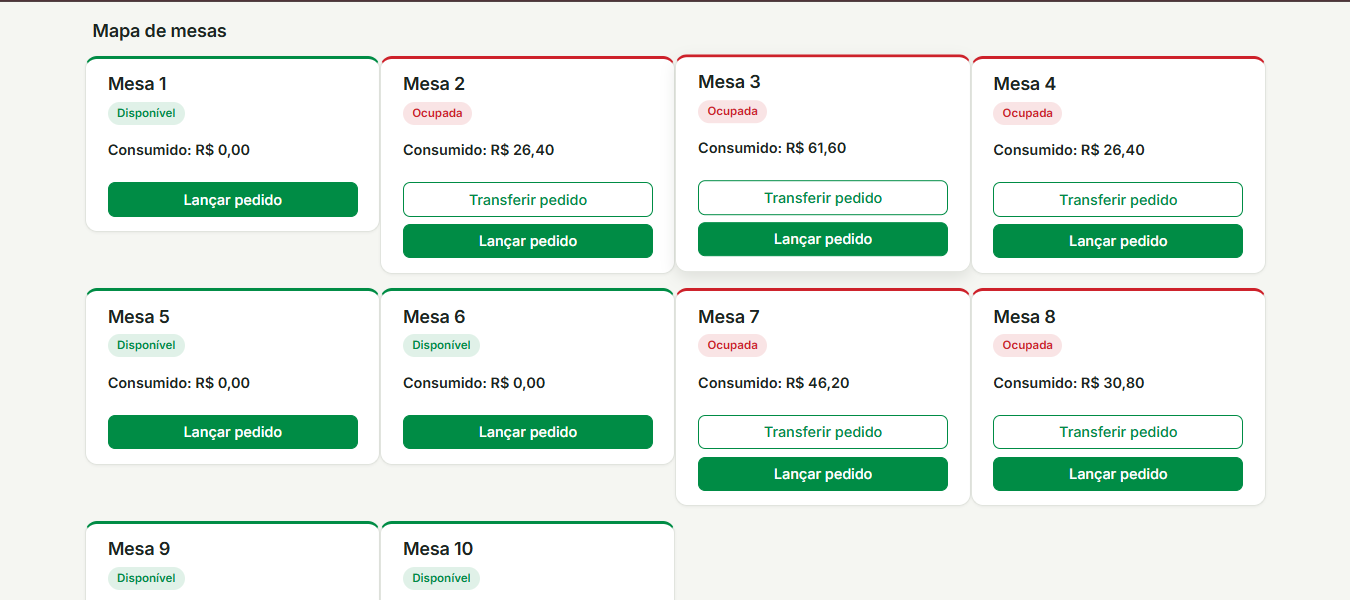 Mapa de mesas
Mesa 1
Disponível
Consumido: R$ 0,00
Lançar pedido
Mesa 2
Ocupada
Consumido: R$ 26,40
Transferir pedido
Lançar pedido
Mesa 3
Ocupada
Consumido: R$ 61,60
Transferir pedido
Lançar pedido
Mesa 4
Ocupada
Consumido: R$ 26,40
Transferir pedido
Lançar pedido
Mesa 5
Disponível
Consumido: R$ 0,00
Lançar pedido
Mesa 6
Disponível
Consumido: R$ 0,00
Lançar pedido
Mesa 7
Ocupada
Consumido: R$ 46,20
Transferir pedido
Lançar pedido
Mesa 8
Ocupada
Consumido: R$ 30,80
Transferir pedido
Lançar pedido
Mesa 9
Disponível
Mesa 10
Disponível